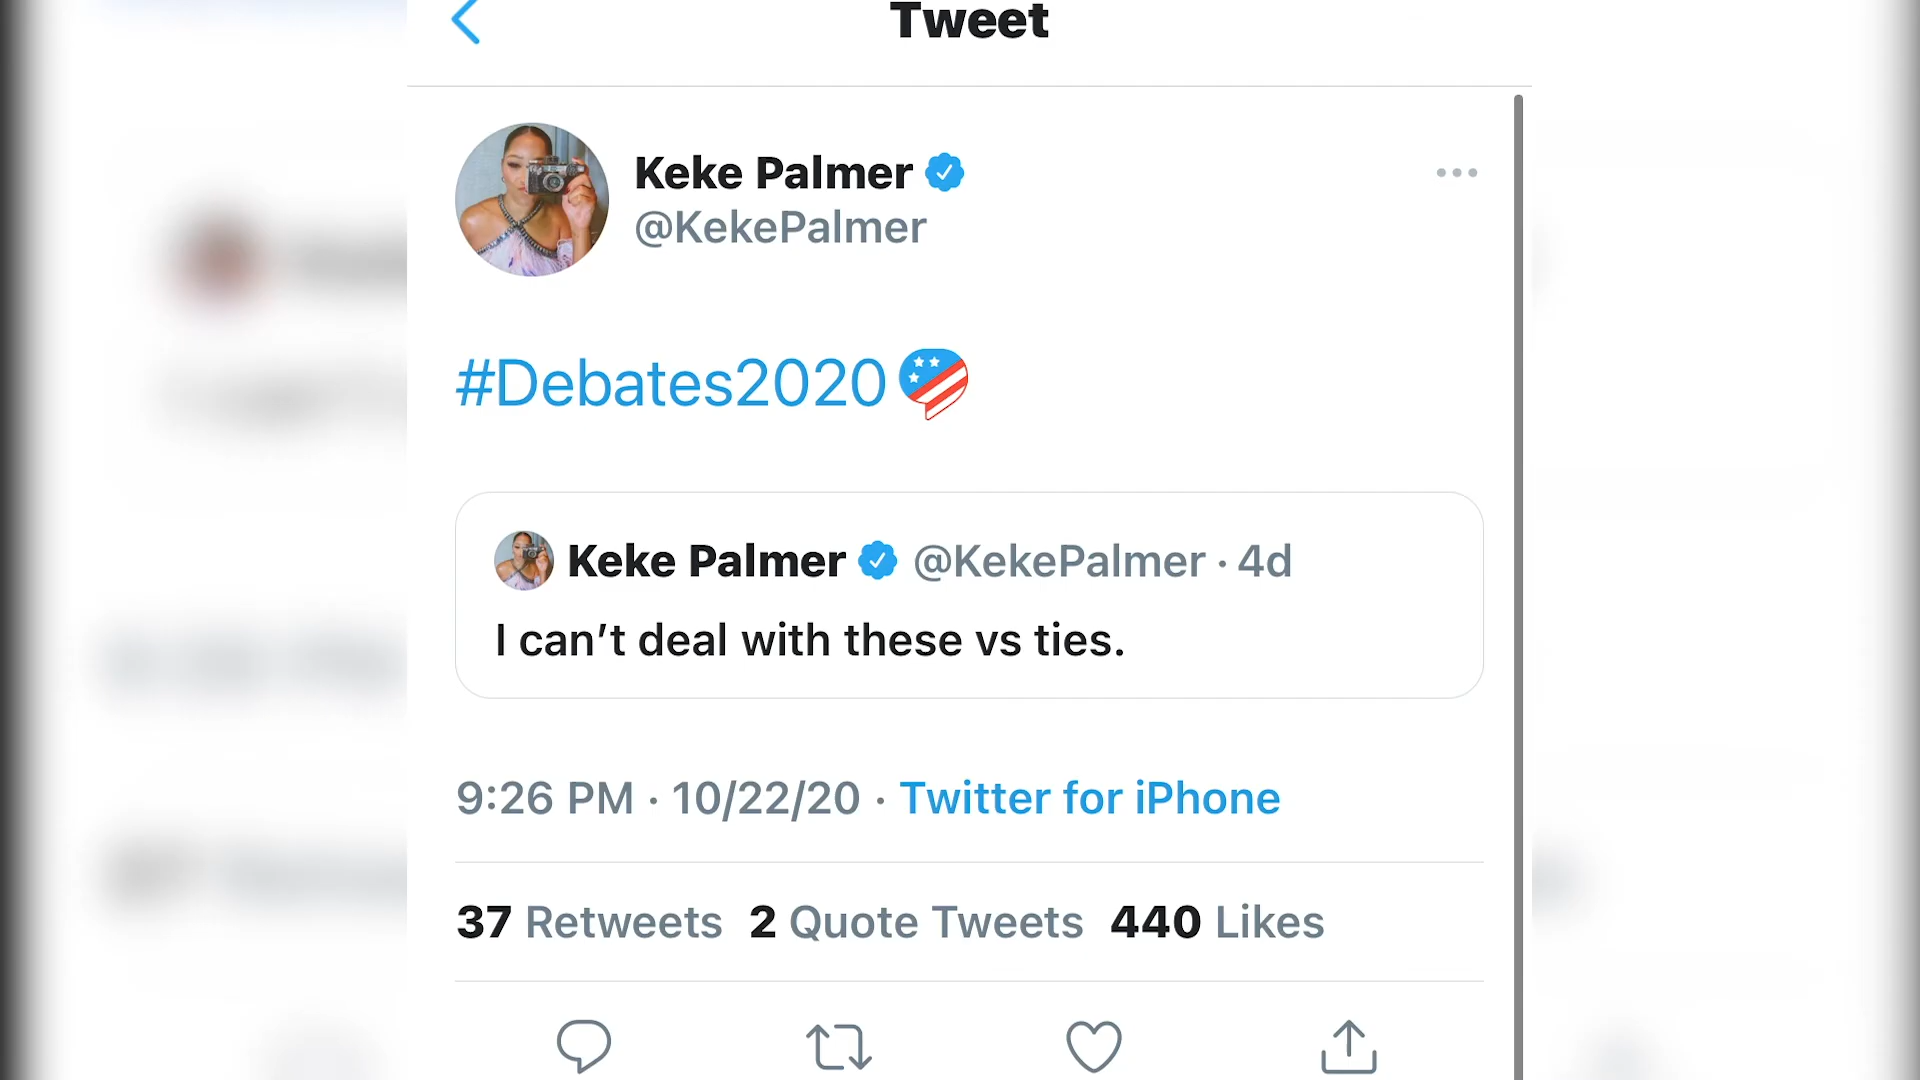 Tweet
Keke Palmer
@KekePalmer
#Debates2020
Keke Palmer @KekePalmer · 4d
I can’t deal with these vs ties.
9:26 PM · 10/22/20 · Twitter for iPhone
37 Retweets 2 Quote Tweets 440 Likes